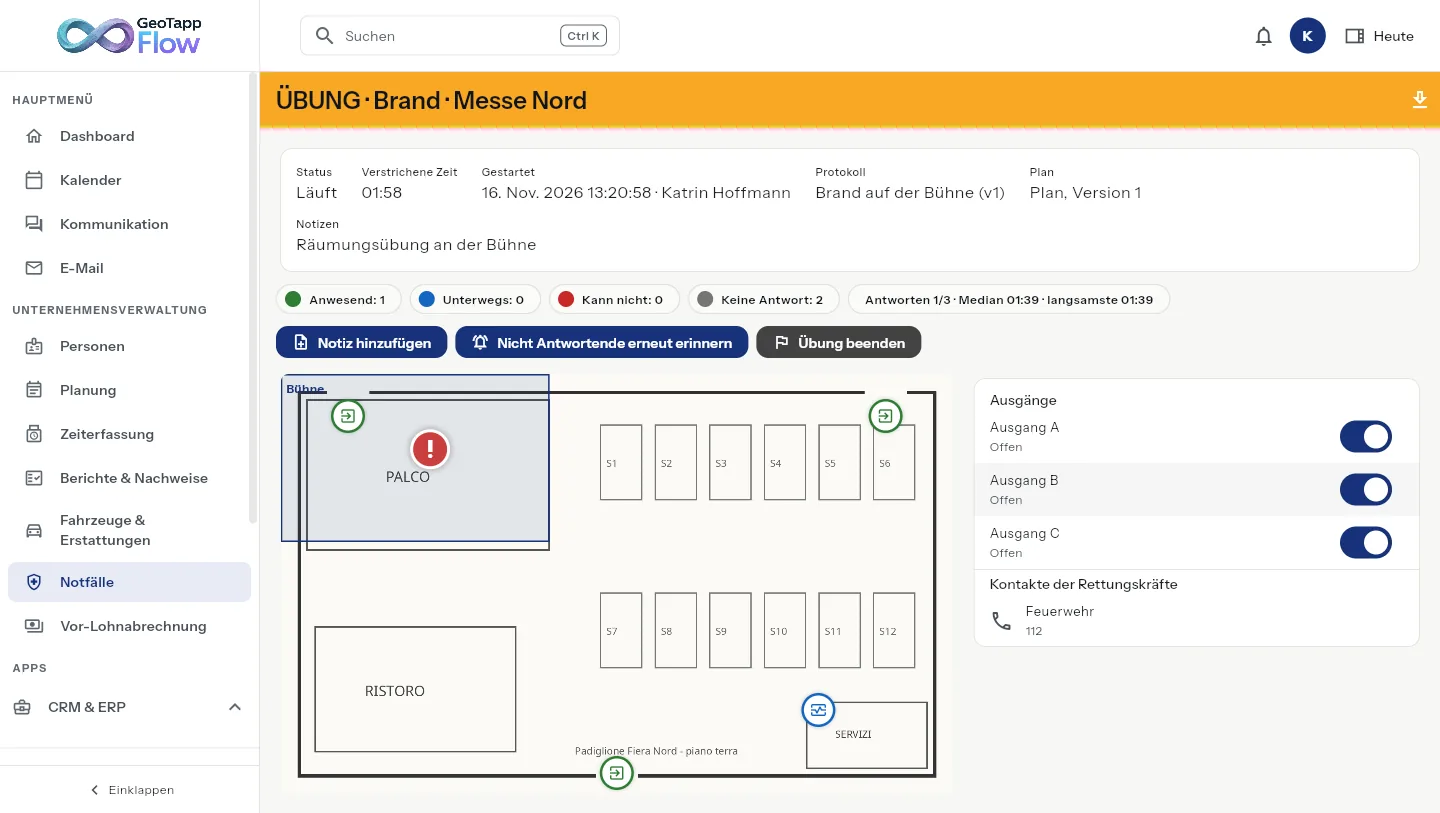 GeoTapp
Flow
Suchen
Ctrl K
K
Heute
HAUPTMENÜ
Dashboard
Kalender
Kommunikation
E-Mail
UNTERNEHMENSVERWALTUNG
Personen
Planung
Zeiterfassung
Berichte & Nachweise
Fahrzeuge &
Erstattungen
Notfälle
Vor-Lohnabrechnung
APPS
CRM & ERP
Einklappen
ÜBUNG · Brand · Messe Nord
Status
Läuft
Verstrichene Zeit
01:58
Gestartet
16. Nov. 2026 13:20:58 · Katrin Hoffmann
Protokoll
Brand auf der Bühne (v1)
Plan
Plan, Version 1
Notizen
Räumungsübung an der Bühne
Anwesend: 1
Unterwegs: 0
Kann nicht: 0
Keine Antwort: 2
Antworten 1/3 · Median 01:39 · langsamste 01:39
Notiz hinzufügen
Nicht Antwortende erneut erinnern
Übung beenden
Bühne
PALCO
S1
S2
S3
S4
S5
S6
S7
S8
S9
S10
S11
S12
RISTORO
SERVIZI
Padiglione Fiera Nord - piano terra
Ausgänge
Ausgang A
Offen
Ausgang B
Offen
Ausgang C
Offen
Kontakte der Rettungskräfte
Feuerwehr
112